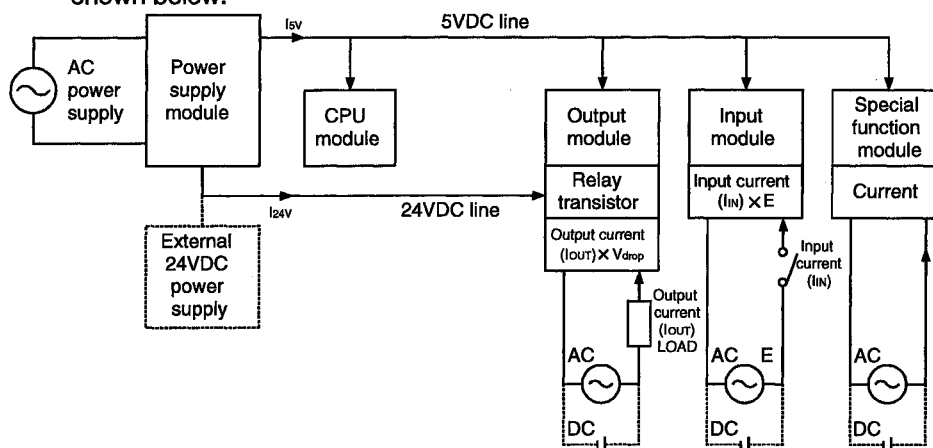 shown below.
I5V
5VDC line
AC
power
supply
Power
supply
module
CPU
module
Output
module
Input
module
Special
function
module
Relay
transistor
Input current
(IIN) × E
Current
I24V
24VDC line
Output current
(IOUT) × Vdrop
External
24VDC
power
supply
Input
current
(IIN)
Output
current
(IOUT)
LOAD
AC
AC
E
AC
DC
DC
DC